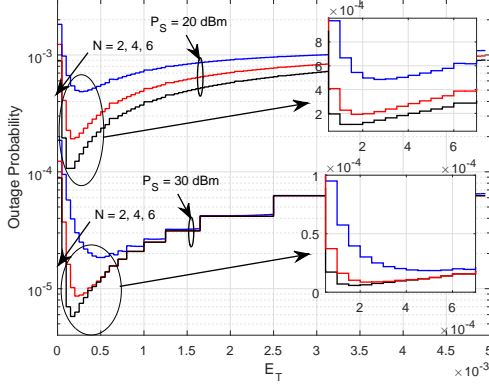 ×10⁻⁴
P_S = 20 dBm
10⁻³
N = 2, 4, 6
8
6
4
2
2 4 6
×10⁻⁴
Outage Probability
10⁻⁴
P_S = 30 dBm
×10⁻⁴
1
N = 2, 4, 6
0.5
0
2 4 6
×10⁻⁴
10⁻⁵
0 0.5 1 1.5 2 2.5 3 3.5 4 4.5 5
E_T
×10⁻³